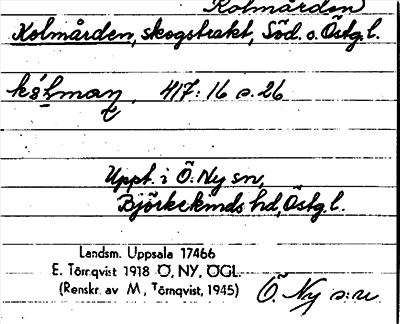 Kolmården
Kolmården, skogstrakt, Söd. o. Östg. l.
417: 16 s. 26
Uppt. i Ö. Ny sn,
Björkekinds hd, Östg. l.
Landsm. Uppsala 17466
E. Törnqvist 1918 Ö, NY, ÖGL.
(Renskr. av M, Törnqvist, 1945)
Ö. Ny s:n